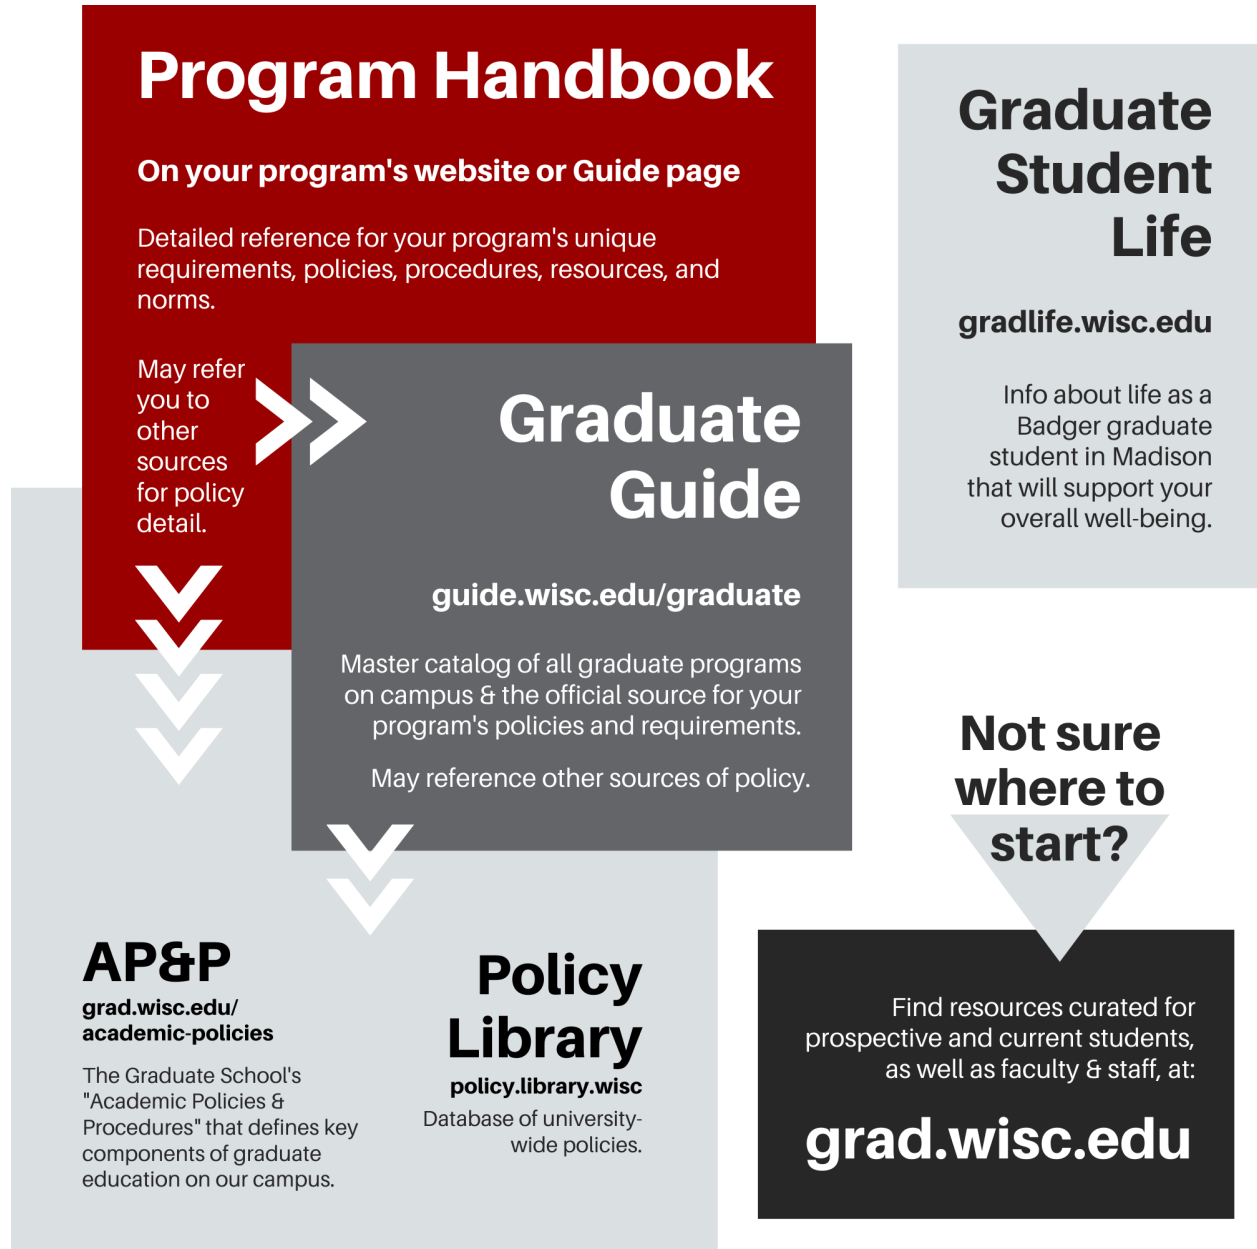 Program Handbook
On your program's website or Guide page
Detailed reference for your program's unique
requirements, policies, procedures, resources, and
norms.
May refer
you to
other
sources
for policy
detail.
Graduate
Guide
guide.wisc.edu/graduate
Master catalog of all graduate programs
on campus & the official source for your
program's policies and requirements.
May reference other sources of policy.
AP&P
grad.wisc.edu/
academic-policies
The Graduate School's
"Academic Policies &
Procedures" that defines key
components of graduate
education on our campus.
Policy
Library
policy.library.wisc
Database of university-
wide policies.
Graduate
Student
Life
gradlife.wisc.edu
Info about life as a
Badger graduate
student in Madison
that will support your
overall well-being.
Not sure
where to
start?
Find resources curated for
prospective and current students,
as well as faculty & staff, at:
grad.wisc.edu